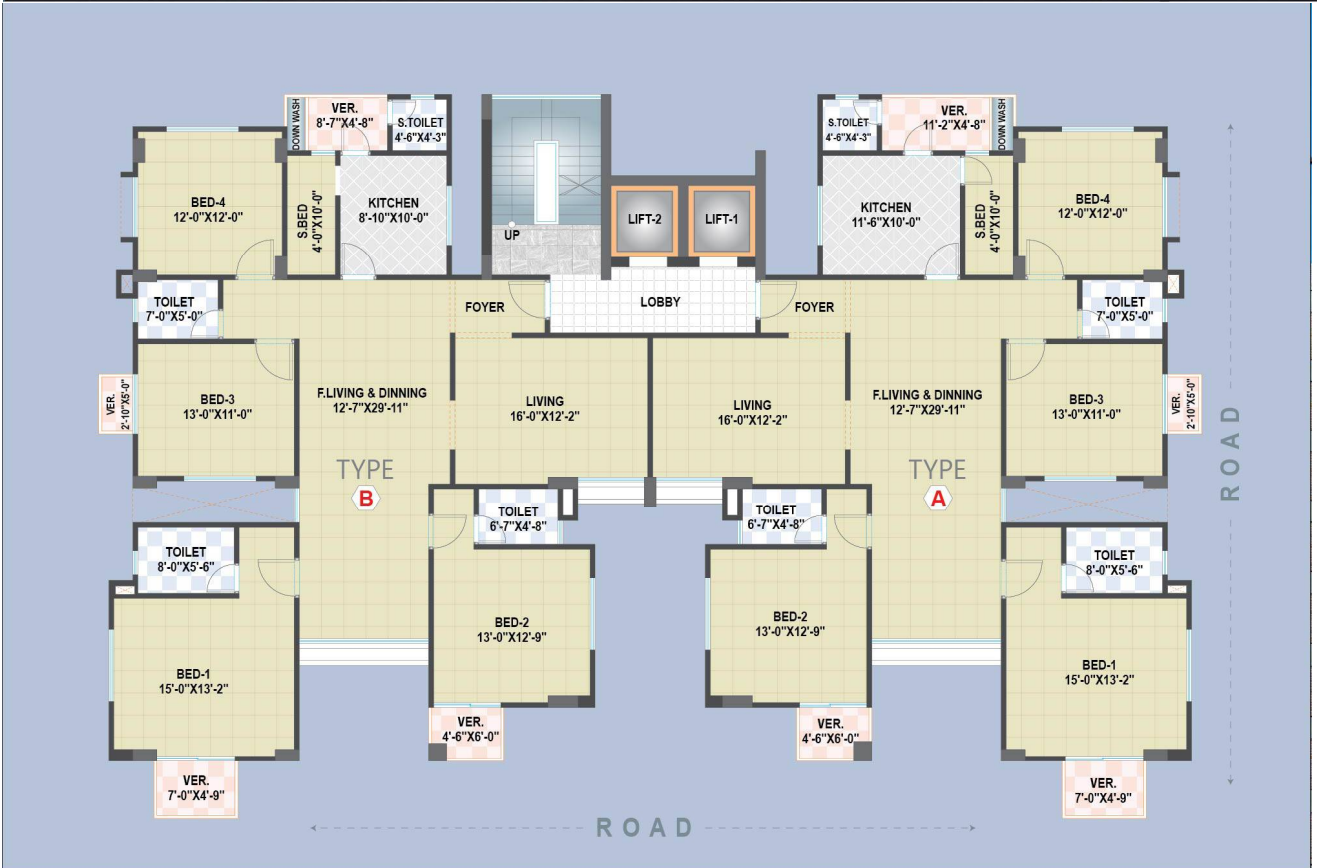 DOWN WASH
VER.
8'-7"X4'-8"
S.TOILET
4'-6"X4'-3"
S.TOILET
4'-6"X4'-3"
VER.
11'-2"X4'-8"
DOWN WASH
BED-4
12'-0"X12'-0"
S.BED
4'-0"X10'-0"
KITCHEN
8'-10"X10'-0"
UP
LIFT-2
LIFT-1
KITCHEN
11'-6"X10'-0"
S.BED
4'-0"X10'-0"
BED-4
12'-0"X12'-0"
TOILET
7'-0"X5'-0"
FOYER
LOBBY
FOYER
TOILET
7'-0"X5'-0"
VER.
2'-10"X5'-0"
BED-3
13'-0"X11'-0"
F.LIVING & DINNING
12'-7"X29'-11"
LIVING
16'-0"X12'-2"
LIVING
16'-0"X12'-2"
F.LIVING & DINNING
12'-7"X29'-11"
BED-3
13'-0"X11'-0"
VER.
2'-10"X5'-0"
ROAD
TYPE
B
TYPE
A
TOILET
8'-0"X5'-6"
TOILET
6'-7"X4'-8"
TOILET
6'-7"X4'-8"
TOILET
8'-0"X5'-6"
BED-1
15'-0"X13'-2"
BED-2
13'-0"X12'-9"
BED-2
13'-0"X12'-9"
BED-1
15'-0"X13'-2"
VER.
7'-0"X4'-9"
VER.
4'-6"X6'-0"
VER.
4'-6"X6'-0"
VER.
7'-0"X4'-9"
ROAD